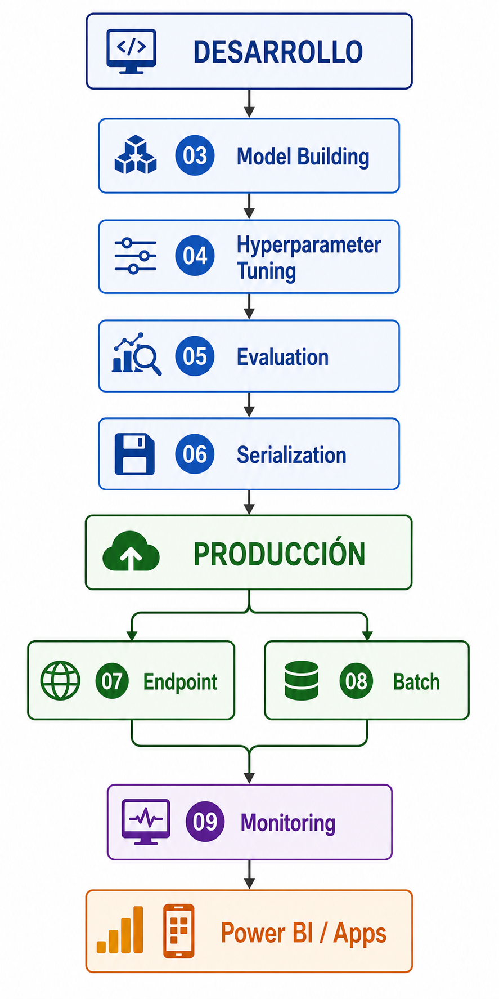 </>
DESARROLLO
03 Model Building
04 Hyperparameter
Tuning
05 Evaluation
06 Serialization
PRODUCCIÓN
07 Endpoint
08 Batch
09 Monitoring
Power BI / Apps